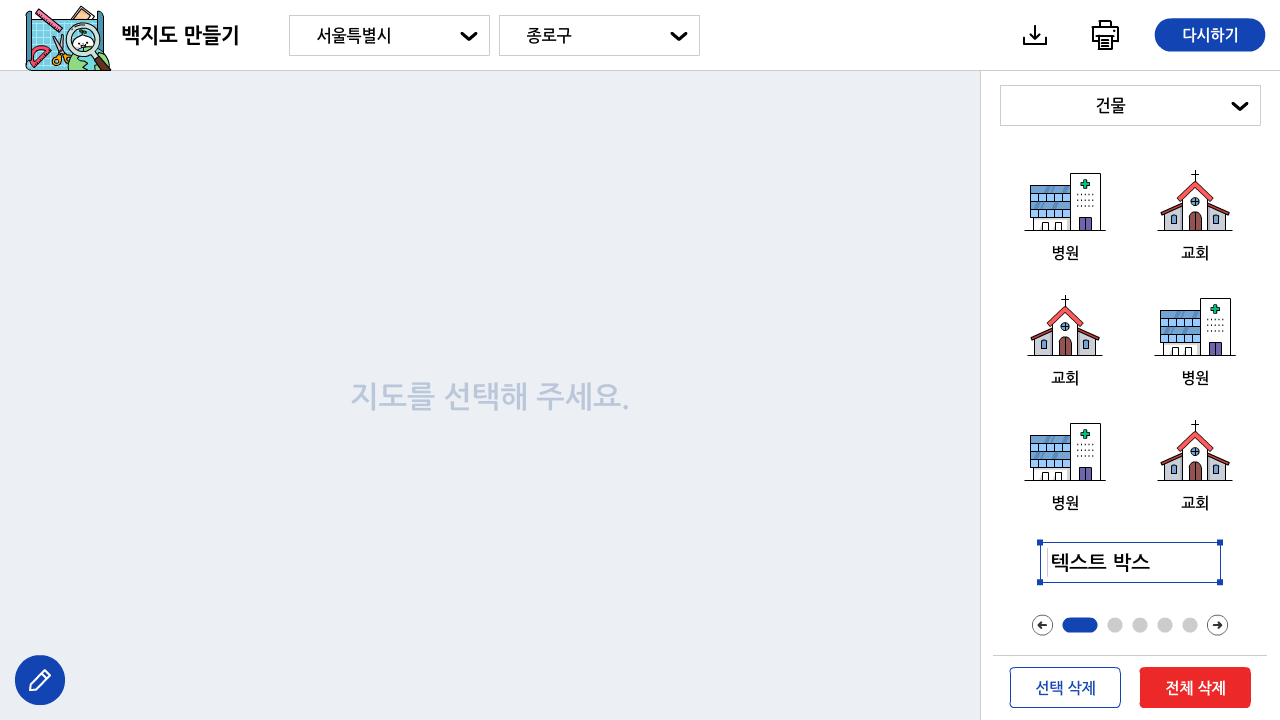 백지도 만들기
서울특별시
종로구
다시하기
건물
지도를 선택해 주세요.
병원
교회
교회
병원
병원
교회
텍스트 박스
선택 삭제
전체 삭제